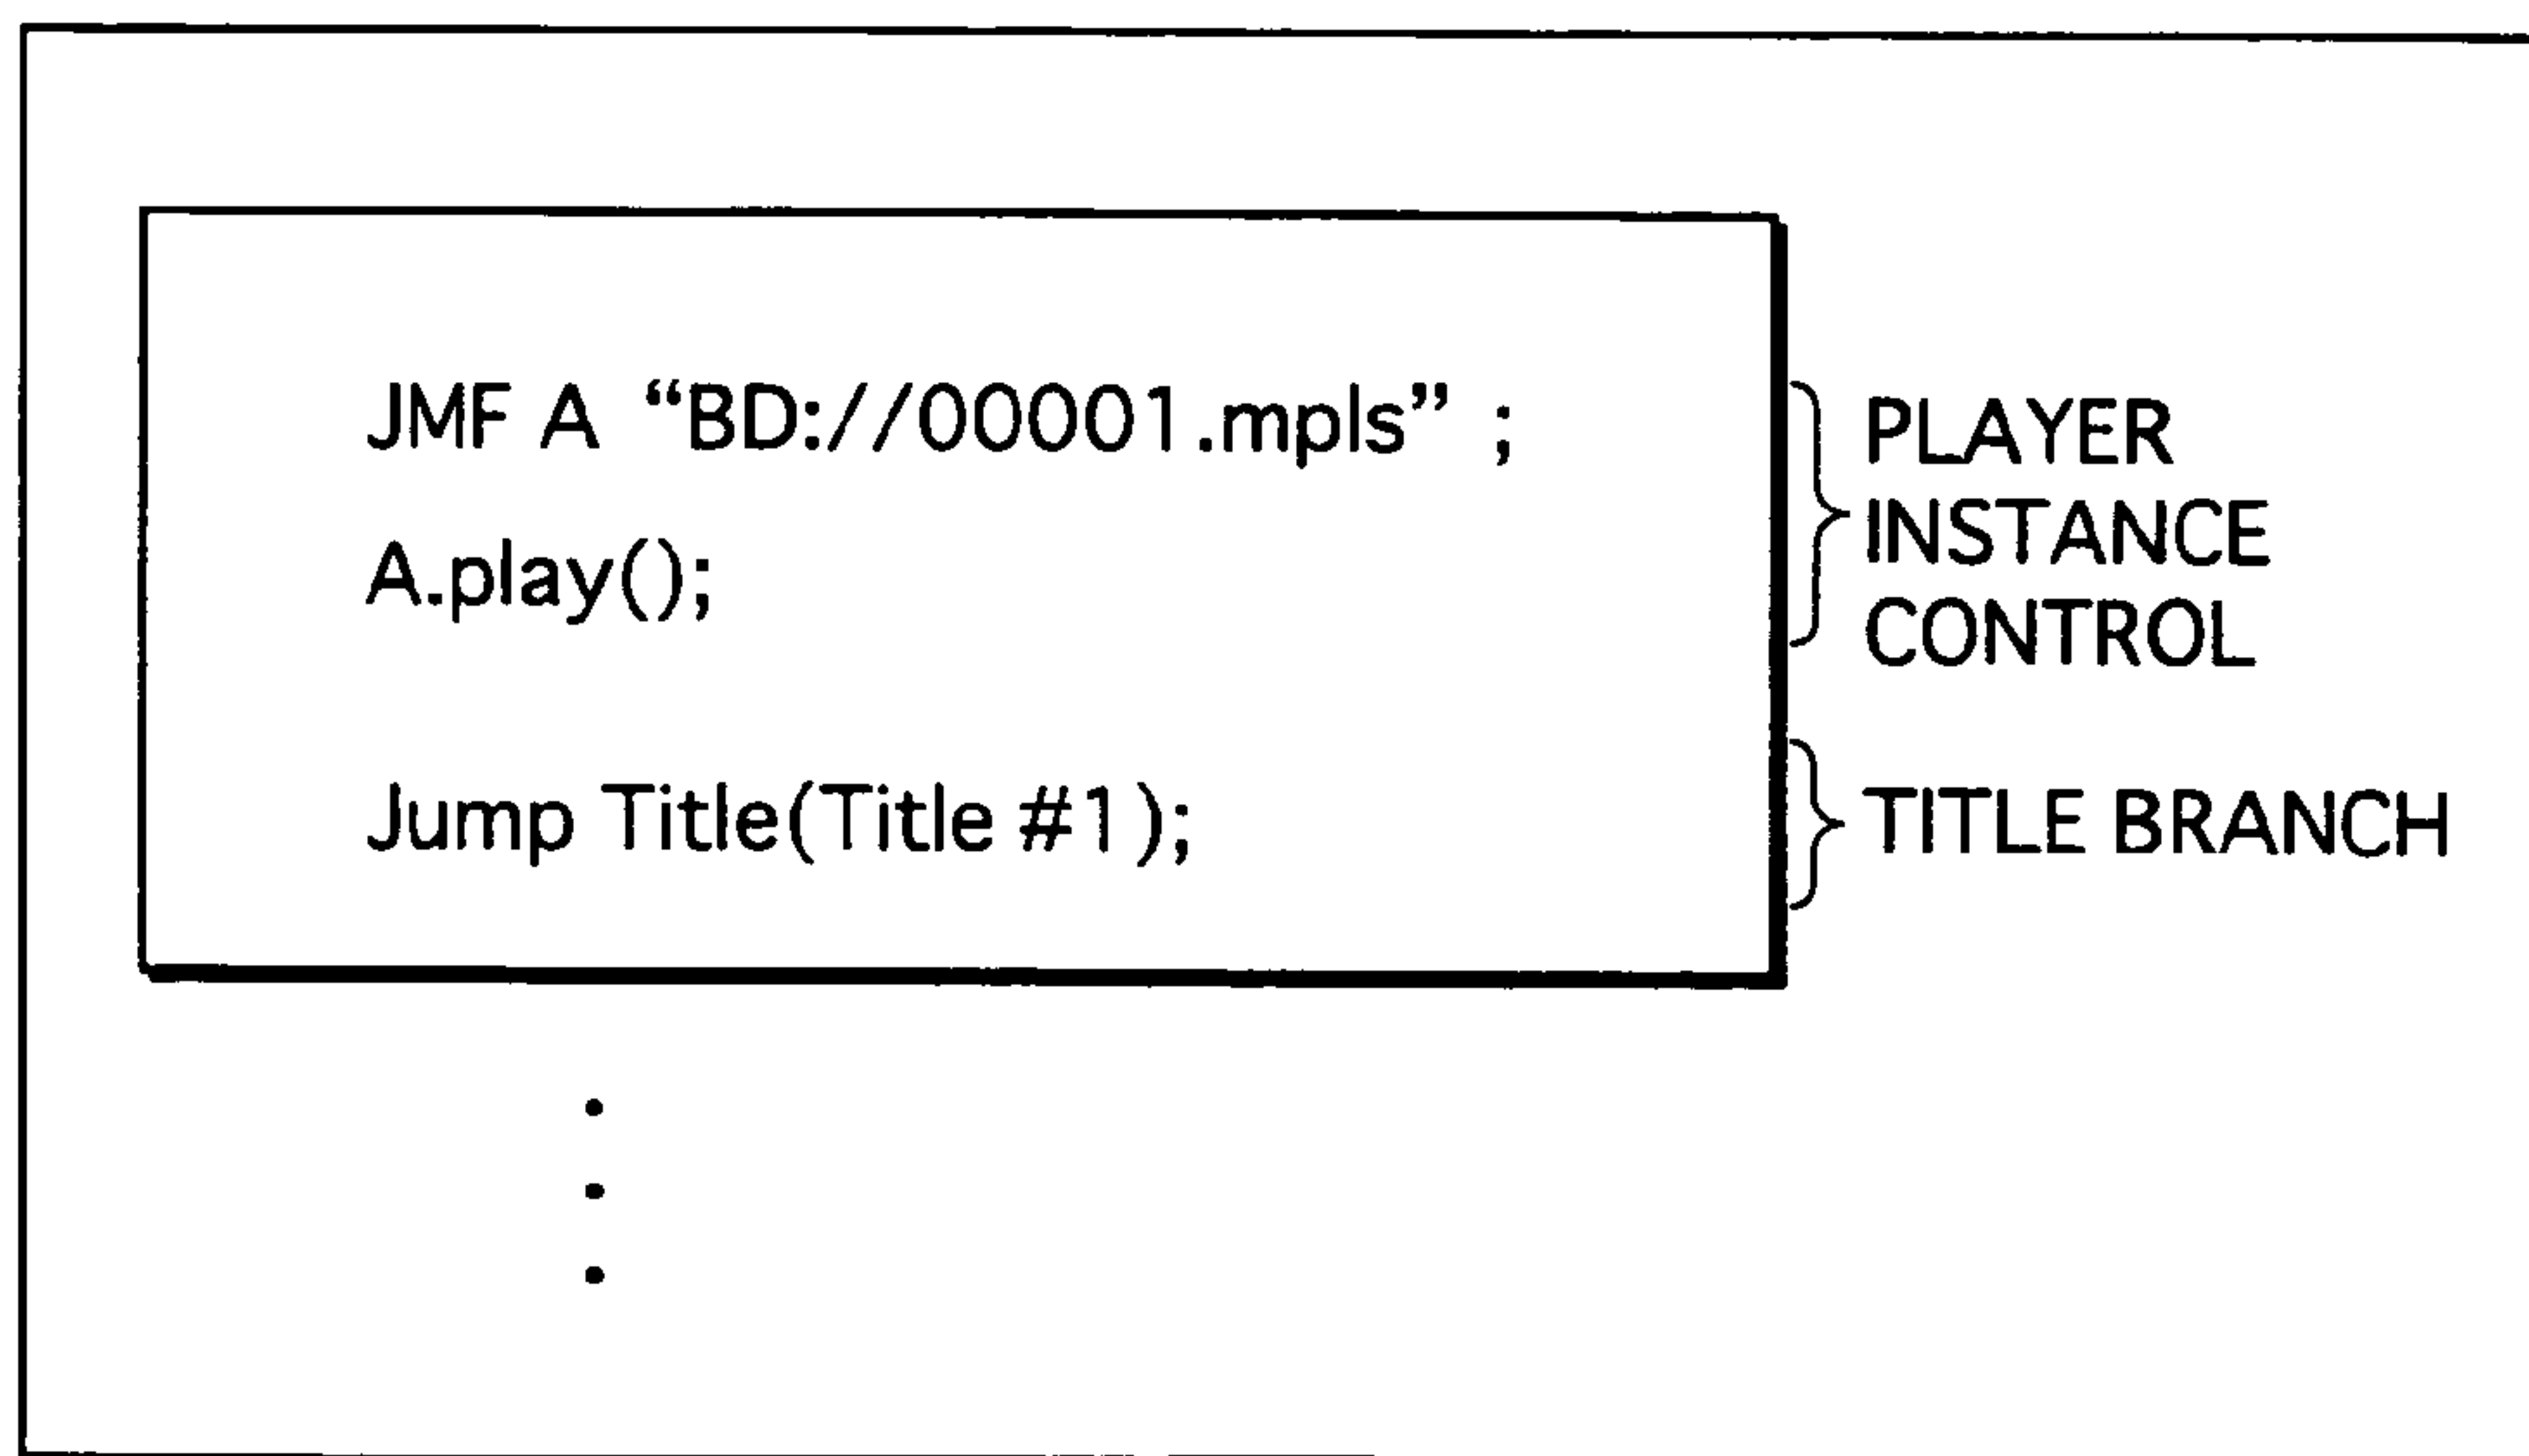 JMF A “BD://00001.mpls” ;
A.play();
Jump Title(Title #1);
PLAYER
INSTANCE
CONTROL
TITLE BRANCH